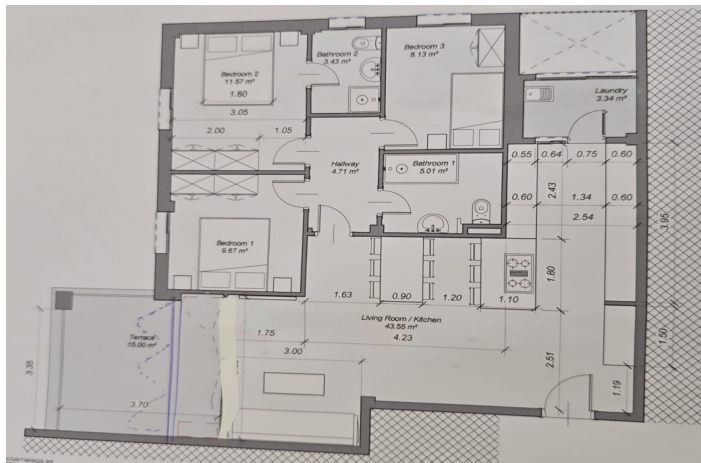 Bathroom 2
3.43 m²
Bedroom 3
8.13 m²
Bedroom 2
11.57 m²
1.60
3.05
2.00
1.05
Laundry
3.34 m²
Hallway
4.71 m²
Bathroom 1
5.01 m²
0.55
0.64
0.75
0.60
0.60
2.43
1.34
0.60
2.54
3.95
Bedroom 1
9.67 m²
1.80
1.63
0.90
1.20
1.10
Living Room / Kitchen
43.55 m²
4.23
1.75
3.00
Terrace
15.00 m²
3.35
3.70
2.51
1.50
1.19